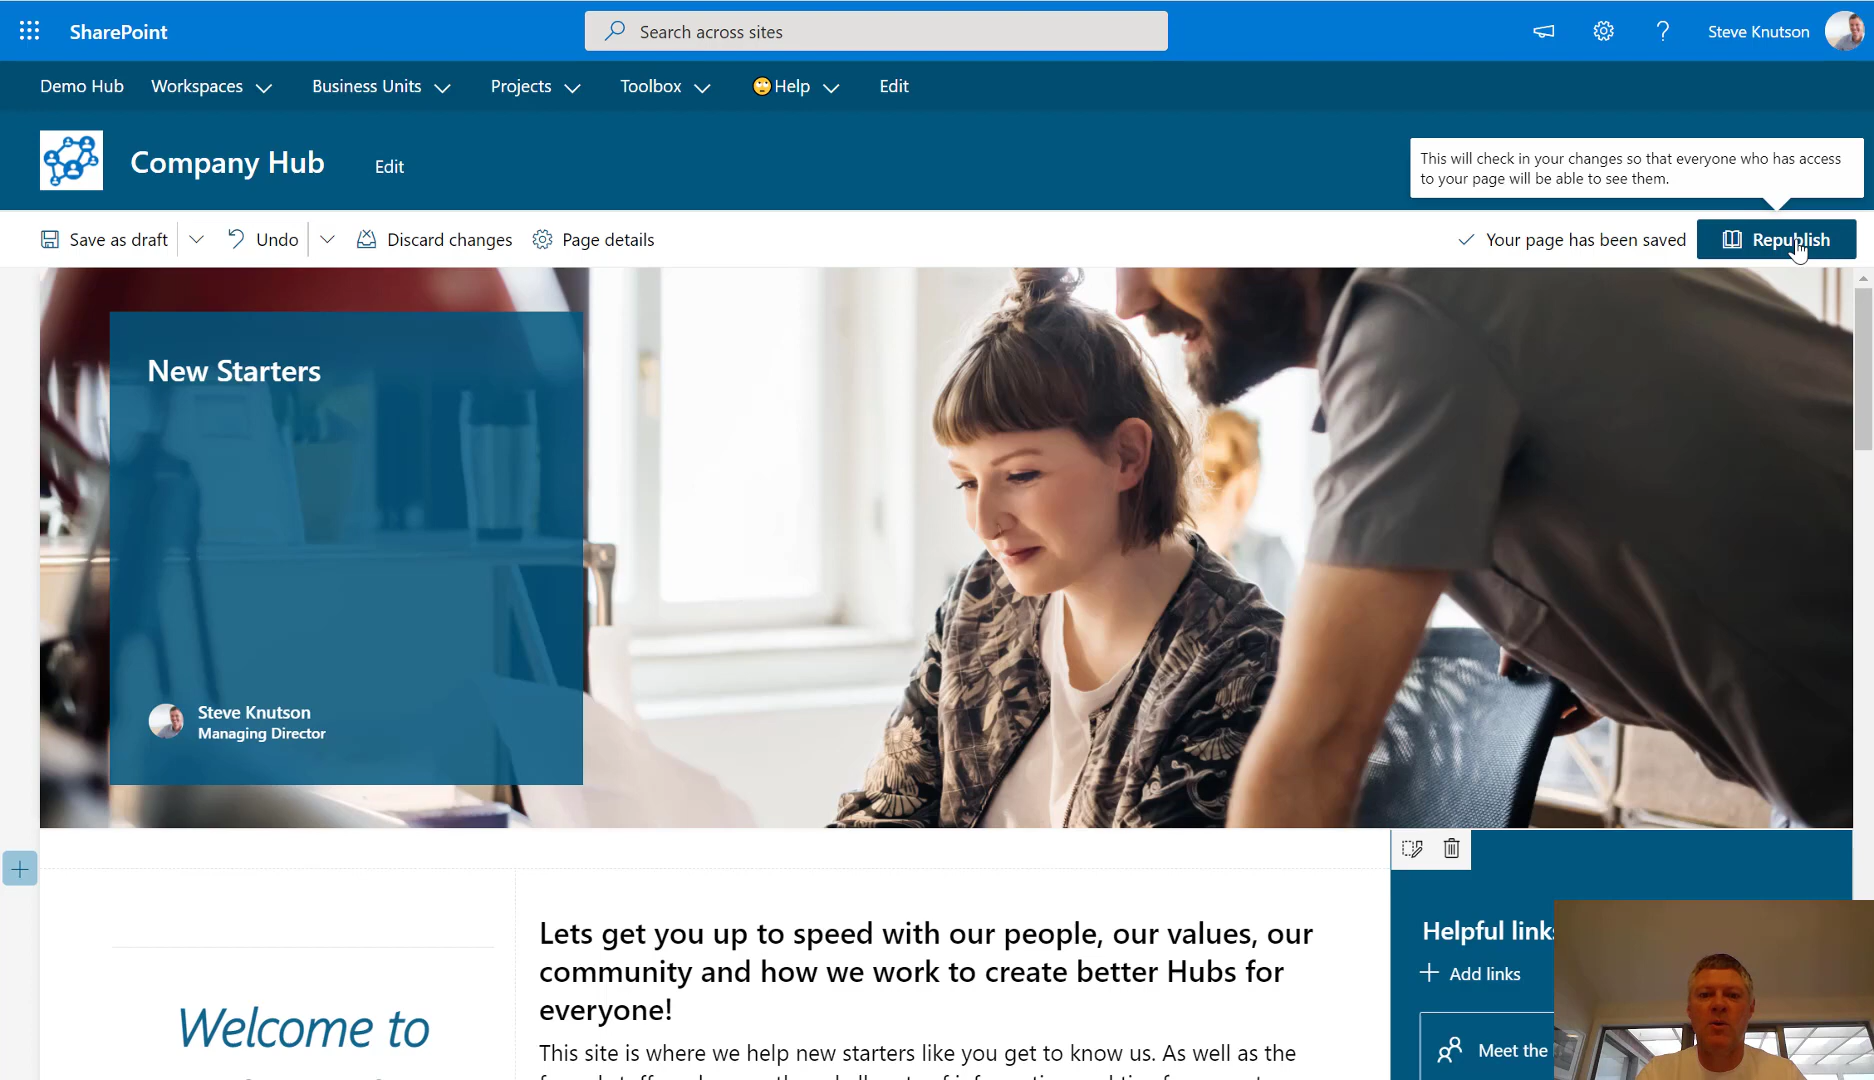 SharePoint
Search across sites
Steve Knutson
Demo Hub
Workspaces
Business Units
Projects
Toolbox
Help
Edit
Company Hub
Edit
This will check in your changes so that everyone who has access
to your page will be able to see them.
Save as draft
Undo
Discard changes
Page details
Your page has been saved
Republish
New Starters
Steve Knutson
Managing Director
Welcome to
Lets get you up to speed with our people, our values, our
community and how we work to create better Hubs for
everyone!
This site is where we help new starters like you get to know us. As well as the
Helpful links
Add links
Meet the